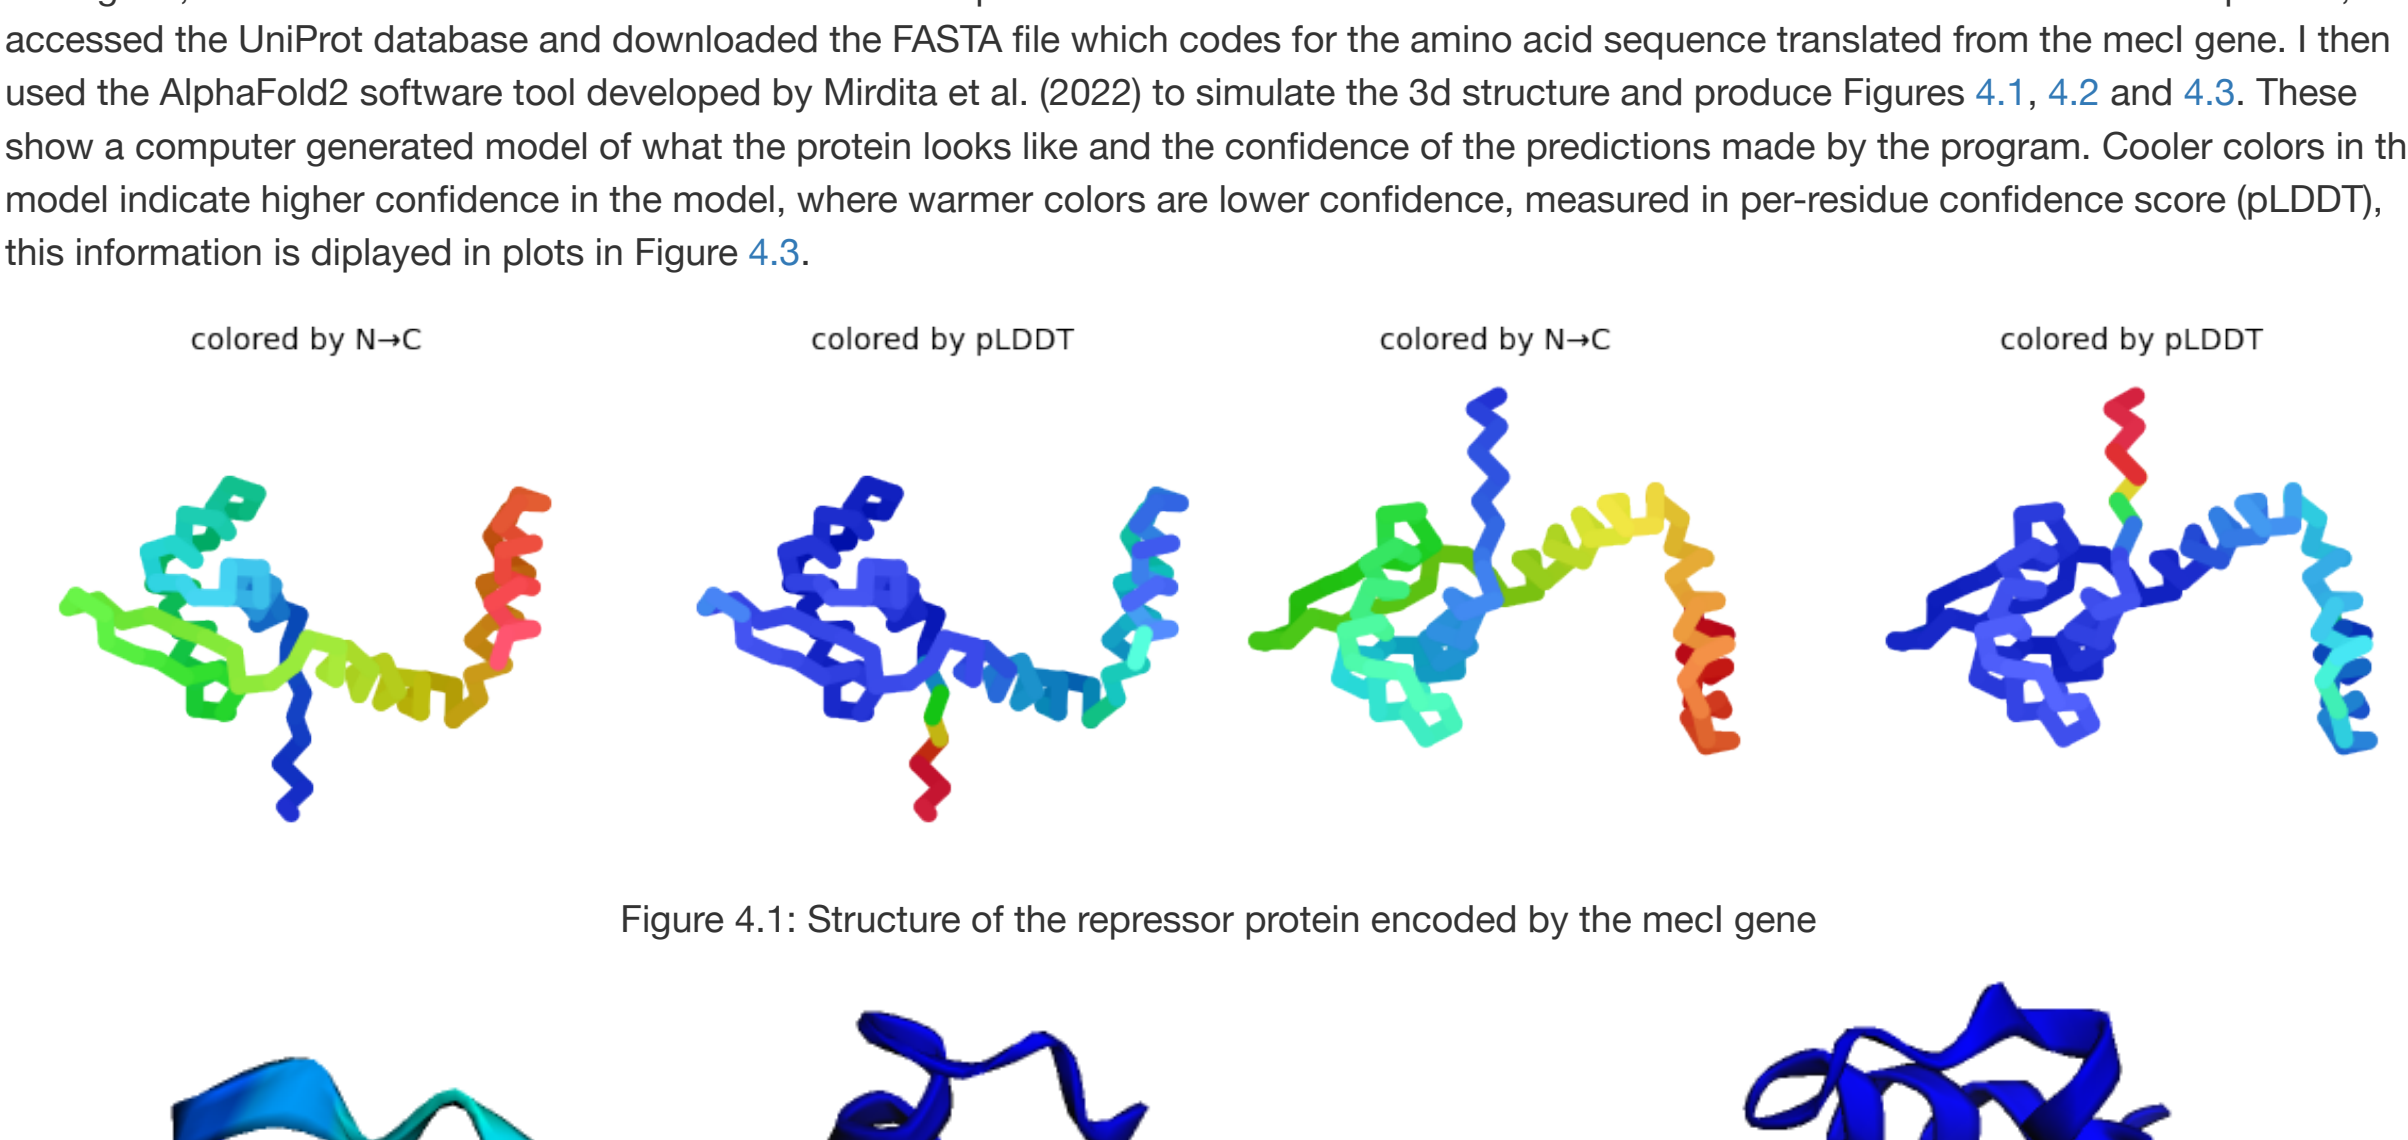 accessed the UniProt database and downloaded the FASTA file which codes for the amino acid sequence translated from the mecI gene. I then
used the AlphaFold2 software tool developed by Mirdita et al. (2022) to simulate the 3d structure and produce Figures 4.1, 4.2 and 4.3. These
show a computer generated model of what the protein looks like and the confidence of the predictions made by the program. Cooler colors in th
model indicate higher confidence in the model, where warmer colors are lower confidence, measured in per-residue confidence score (pLDDT),
this information is diplayed in plots in Figure 4.3.
colored by N→C
colored by pLDDT
colored by N→C
colored by pLDDT
Figure 4.1: Structure of the repressor protein encoded by the mecI gene